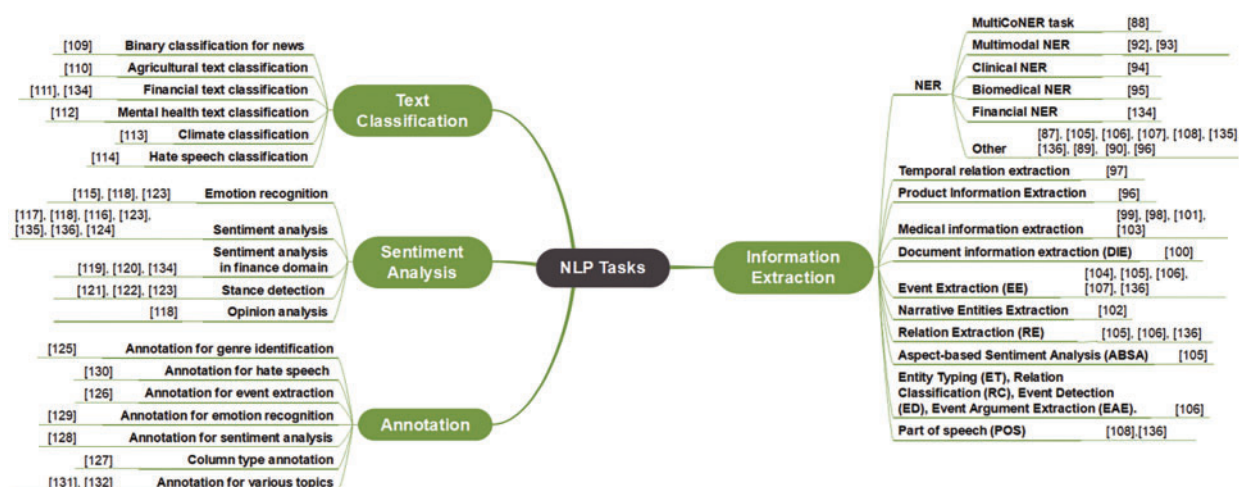 NLP Tasks
Text
Classification
[109] Binary classification for news
[110] Agricultural text classification
[111], [134] Financial text classification
[112] Mental health text classification
[113] Climate classification
[114] Hate speech classification
Sentiment
Analysis
[115], [118], [123] Emotion recognition
[117], [118], [116], [123],
[135], [136], [124] Sentiment analysis
Sentiment analysis
[119], [120], [134] in finance domain
[121], [122], [123] Stance detection
[118] Opinion analysis
Annotation
[125] Annotation for genre identification
[130] Annotation for hate speech
[126] Annotation for event extraction
[129] Annotation for emotion recognition
[128] Annotation for sentiment analysis
[127] Column type annotation
[131], [132] Annotation for various topics
Information
Extraction
NER
MultiCoNER task [88]
Multimodal NER [92], [93]
Clinical NER [94]
Biomedical NER [95]
Financial NER [134]
[87], [105], [106], [107], [108], [135]
Other [136], [89], [90], [96]
Temporal relation extraction [97]
Product Information Extraction [96]
[99], [98], [101],
Medical information extraction [103]
Document information extraction (DIE) [100]
[104], [105], [106],
Event Extraction (EE) [107], [136]
Narrative Entities Extraction [102]
Relation Extraction (RE) [105], [106], [136]
Aspect-based Sentiment Analysis (ABSA) [105]
Entity Typing (ET), Relation
Classification (RC), Event Detection
(ED), Event Argument Extraction (EAE). [106]
Part of speech (POS) [108],[136]